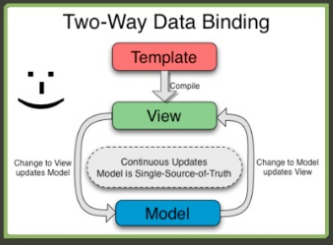 Two-Way Data Binding
Template
Compile
View
Change to View
updates Model
Continuous Updates
Model is Single-Source-of-Truth
Change to Model
updates View
Model